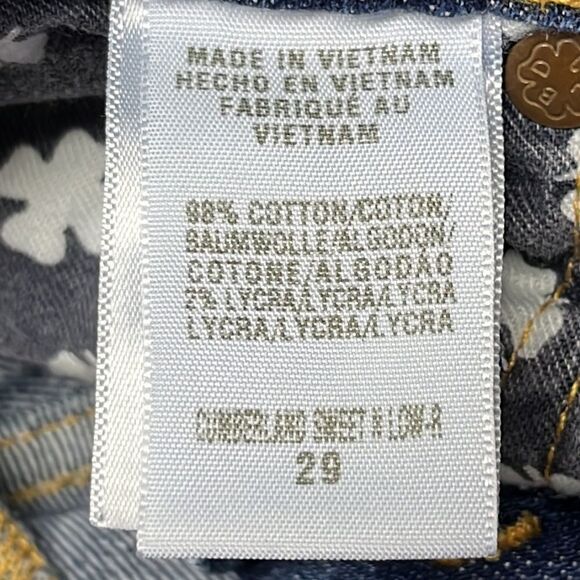 MADE IN VIETNAM
HECHO EN VIETNAM
FABRIQUÉ AU
VIETNAM
98% COTTON/COTON/
BAUMWOLLE/ALGODON/
COTONE/ALGODÃO
2% LYCRA/LYCRA/LYCRA/
LYCRA/LYCRA/LYCRA
CUMBERLAND SWEET N LOW-R
29